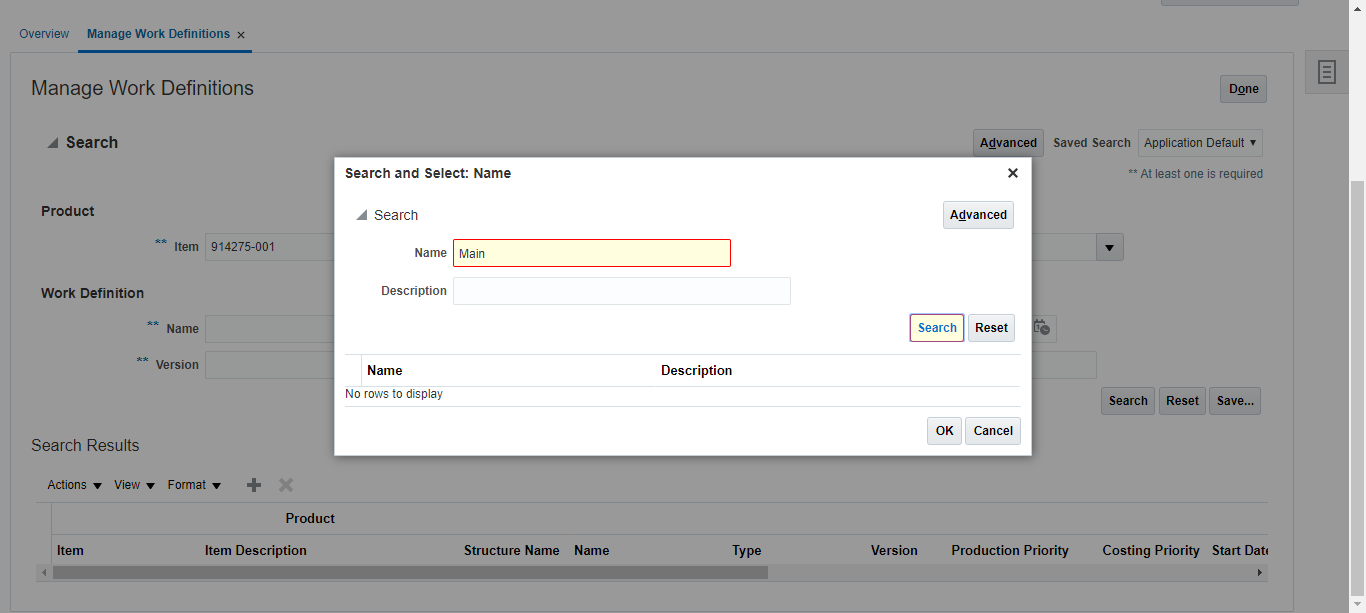 Overview Manage Work Definitions ×
Manage Work Definitions
Done
Search
Advanced Saved Search Application Default
** At least one is required
Search and Select: Name
Search
Advanced
Product
Name Main
** Item 914275-001
Description
Work Definition
** Name
Search Reset
** Version
Name Description
No rows to display
Search Reset Save...
OK Cancel
Search Results
Actions View Format
Product
Item Item Description Structure Name Name Type Version Production Priority Costing Priority Start Date